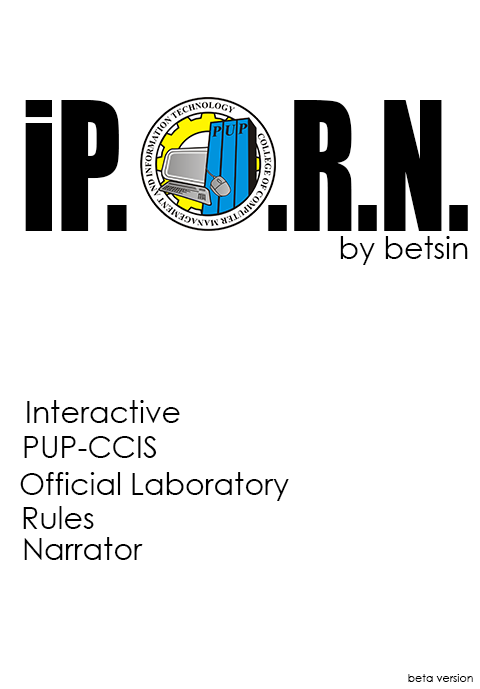 iP. .R.N.
COLLEGE OF COMPUTER MANAGEMENT AND INFORMATION TECHNOLOGY
PUP
by betsin
Interactive
PUP-CCIS
Official Laboratory
Rules
Narrator
beta version